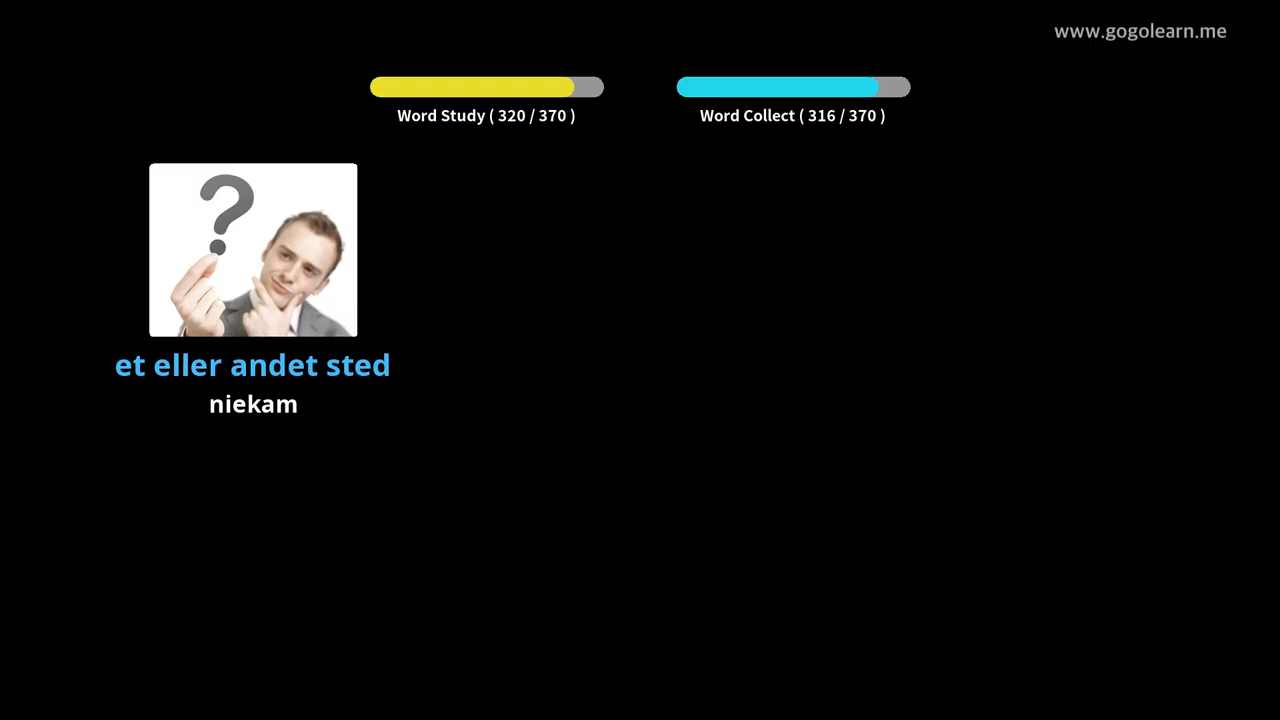 www.gogolearn.me
Word Study ( 320 / 370 )
Word Collect ( 316 / 370 )
?
et eller andet sted
niekam